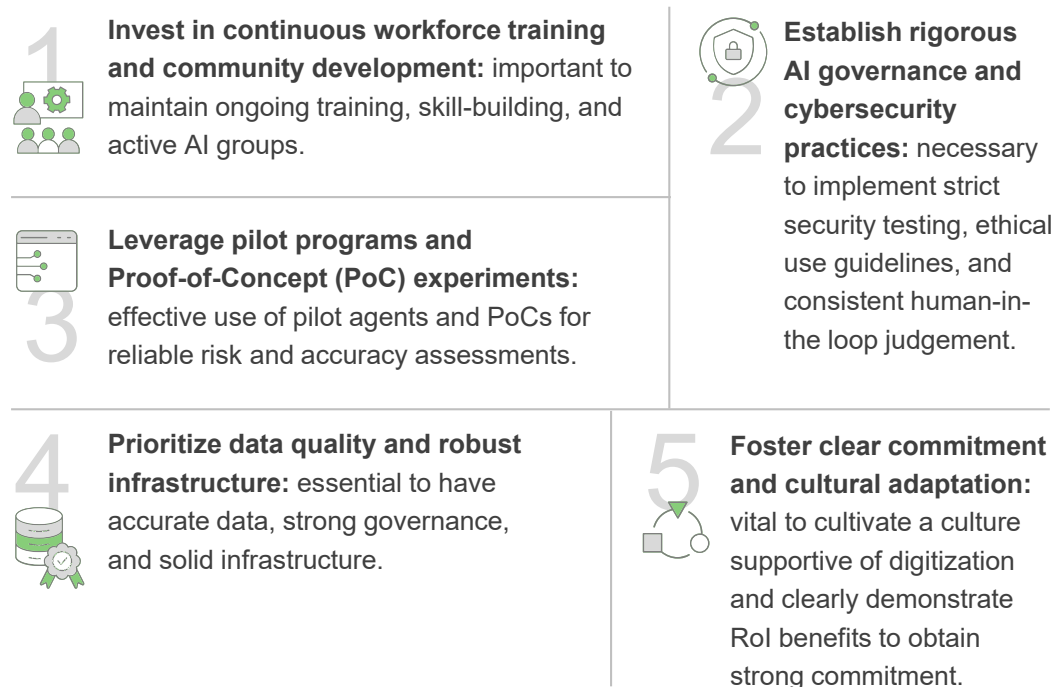 1
Invest in continuous workforce training
and community development: important to
maintain ongoing training, skill-building, and
active AI groups.
2
Establish rigorous
AI governance and
cybersecurity
practices: necessary
to implement strict
security testing, ethical
use guidelines, and
consistent human-in-
the loop judgement.
3
Leverage pilot programs and
Proof-of-Concept (PoC) experiments:
effective use of pilot agents and PoCs for
reliable risk and accuracy assessments.
4
Prioritize data quality and robust
infrastructure: essential to have
accurate data, strong governance,
and solid infrastructure.
5
Foster clear commitment
and cultural adaptation:
vital to cultivate a culture
supportive of digitization
and clearly demonstrate
RoI benefits to obtain
strong commitment.